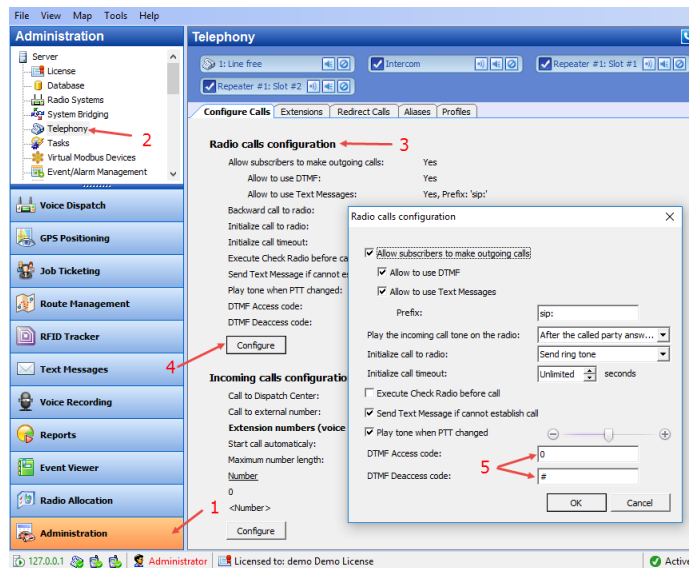 File View Map Tools Help
Administration
Server
License
Database
Radio Systems
System Bridging
Telephony
Tasks
Virtual Modbus Devices
Event/Alarm Management
2
Voice Dispatch
GPS Positioning
Job Ticketing
Route Management
RFID Tracker
Text Messages
Voice Recording
Reports
Event Viewer
Radio Allocation
Administration
1
Telephony
1: Line free
Intercom
Repeater #1: Slot #1
Repeater #1: Slot #2
Configure Calls Extensions Redirect Calls Aliases Profiles
Radio calls configuration
3
Allow subscribers to make outgoing calls: Yes
Allow to use DTMF: Yes
Allow to use Text Messages: Yes, Prefix: 'sip:'
Backward call to radio:
Initialize call to radio:
Initialize call timeout:
Execute Check Radio before ca
Send Text Message if cannot es
Play tone when PTT changed:
DTMF Access code:
DTMF Deaccess code:
4
Configure
Incoming calls configuratio
Call to Dispatch Center:
Call to external number:
Extension numbers (voice
Start call automaticaly:
Maximum number length:
Number
0
<Number>
Configure
Radio calls configuration
Allow subscribers to make outgoing calls
Allow to use DTMF
Allow to use Text Messages
Prefix: sip:
Play the incoming call tone on the radio: After the called party answ...
Initialize call to radio: Send ring tone
Initialize call timeout: Unlimited seconds
Execute Check Radio before call
Send Text Message if cannot establish call
Play tone when PTT changed
DTMF Access code: 0
5
DTMF Deaccess code: #
OK Cancel
127.0.0.1 Administrator Licensed to: demo Demo License Active